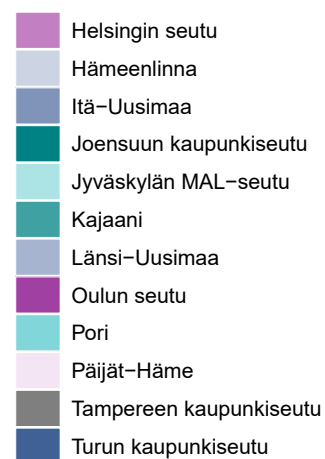 Helsingin seutu
Hämeenlinna
Itä−Uusimaa
Joensuun kaupunkiseutu
Jyväskylän MAL−seutu
Kajaani
Länsi−Uusimaa
Oulun seutu
Pori
Päijät−Häme
Tampereen kaupunkiseutu
Turun kaupunkiseutu